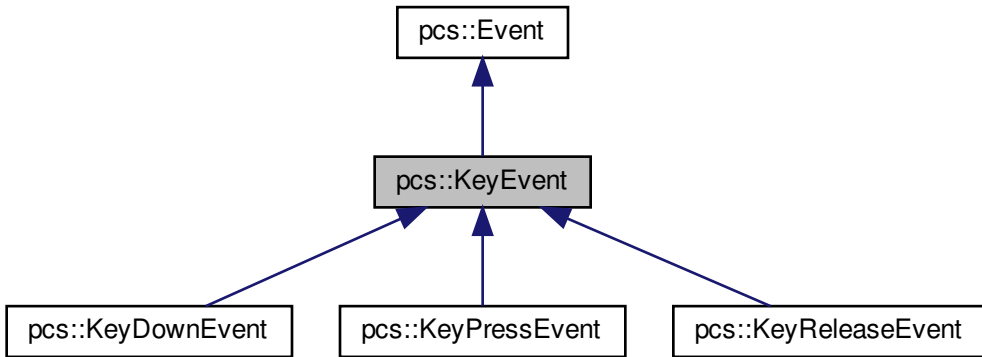 pcs::Event
pcs::KeyEvent
pcs::KeyDownEvent
pcs::KeyPressEvent
pcs::KeyReleaseEvent